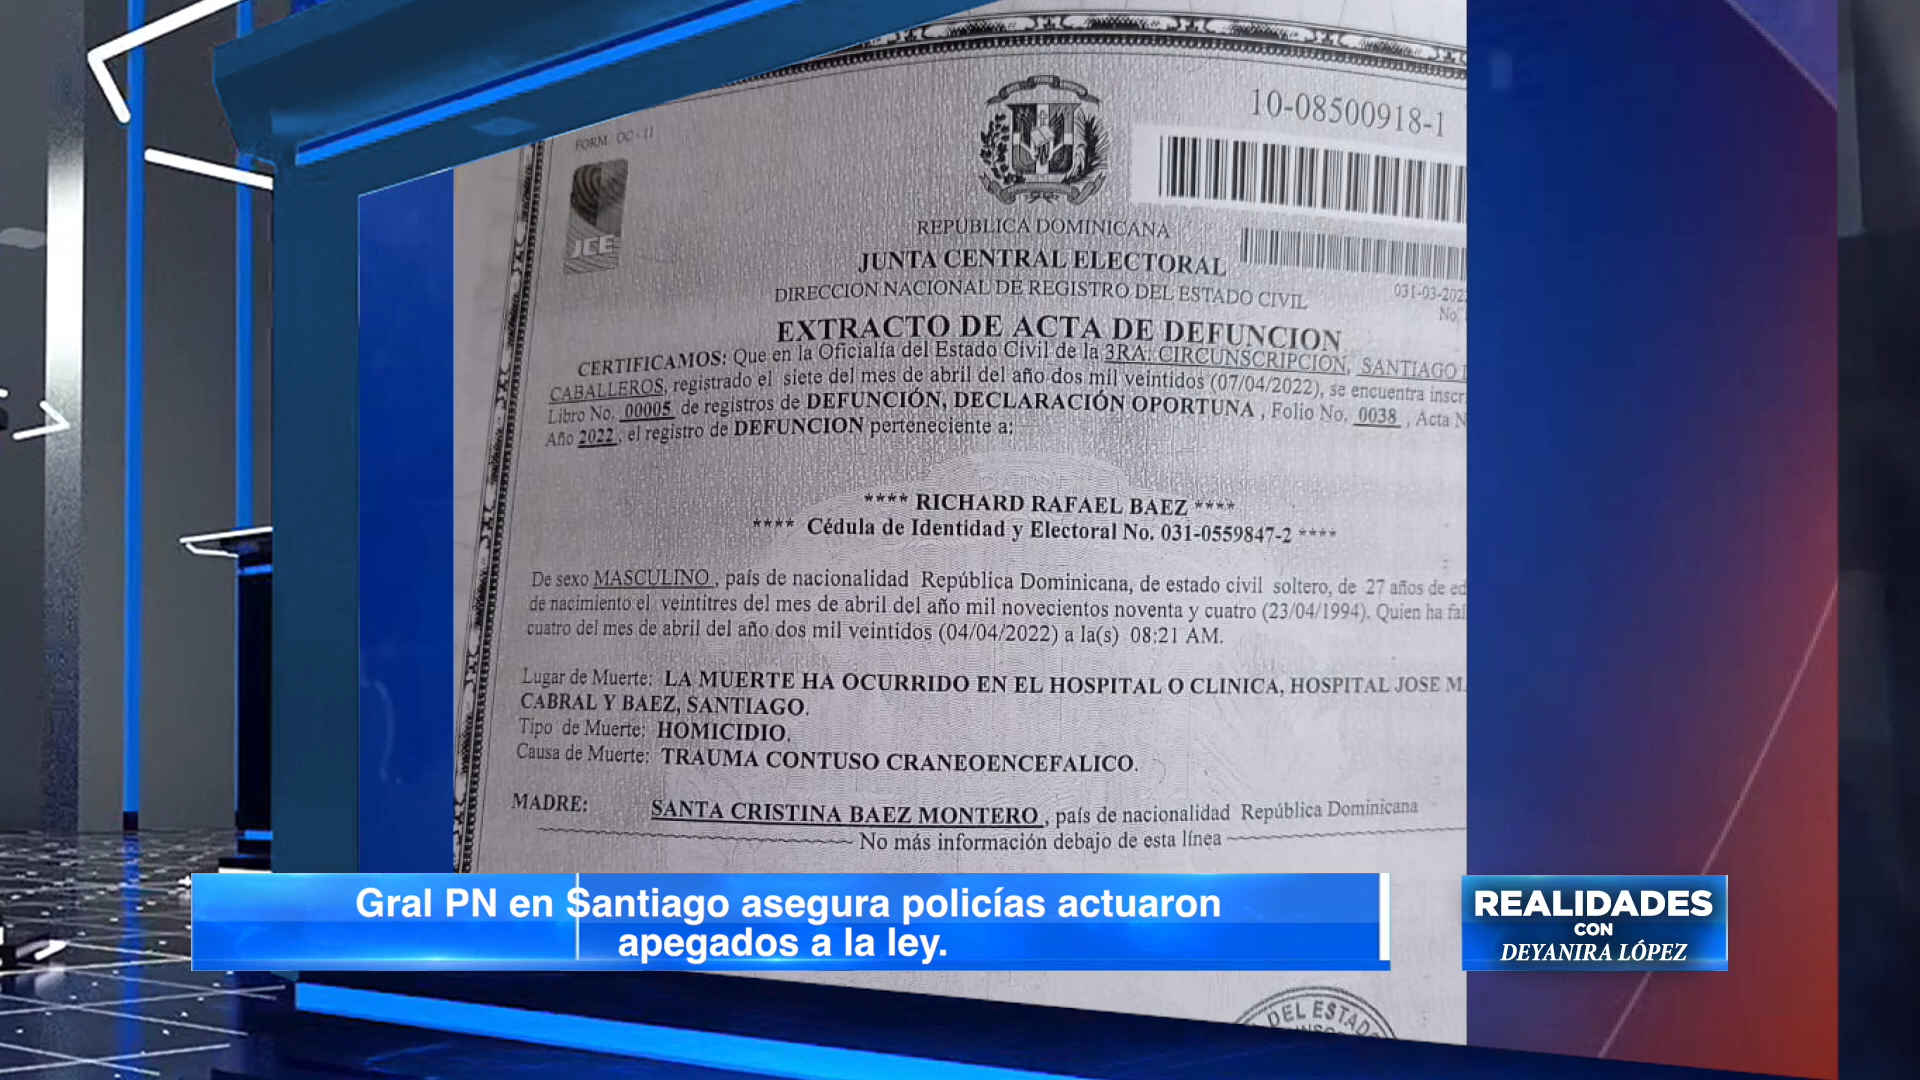 FORM OC-11
JCE
10-08500918-1
REPUBLICA DOMINICANA
JUNTA CENTRAL ELECTORAL
031-03-202
DIRECCION NACIONAL DE REGISTRO DEL ESTADO CIVIL
No.
EXTRACTO DE ACTA DE DEFUNCION
CERTIFICAMOS: Que en la Oficialía del Estado Civil de la 3RA. CIRCUNSCRIPCION, SANTIAGO
CABALLEROS, registrado el siete del mes de abril del año dos mil veintidos (07/04/2022), se encuentra inscr
Libro No. 00005 de registros de DEFUNCIÓN, DECLARACIÓN OPORTUNA , Folio No. 0038 , Acta N
Año 2022 , el registro de DEFUNCION perteneciente a:
**** RICHARD RAFAEL BAEZ ****
**** Cédula de Identidad y Electoral No. 031-0559847-2 ****
De sexo MASCULINO , país de nacionalidad República Dominicana, de estado civil soltero, de 27 años de ed
de nacimiento el veintitres del mes de abril del año mil novecientos noventa y cuatro (23/04/1994). Quien ha fal
cuatro del mes de abril del año dos mil veintidos (04/04/2022) a la(s) 08:21 AM.
Lugar de Muerte: LA MUERTE HA OCURRIDO EN EL HOSPITAL O CLINICA, HOSPITAL JOSE M
CABRAL Y BAEZ, SANTIAGO.
Tipo de Muerte: HOMICIDIO.
Causa de Muerte: TRAUMA CONTUSO CRANEOENCEFALICO.
MADRE: SANTA CRISTINA BAEZ MONTERO , país de nacionalidad República Dominicana
No más información debajo de esta línea
Gral PN en Santiago asegura policías actuaron
apegados a la ley.
REALIDADES
CON
DEYANIRA LÓPEZ
DEL ESTADO